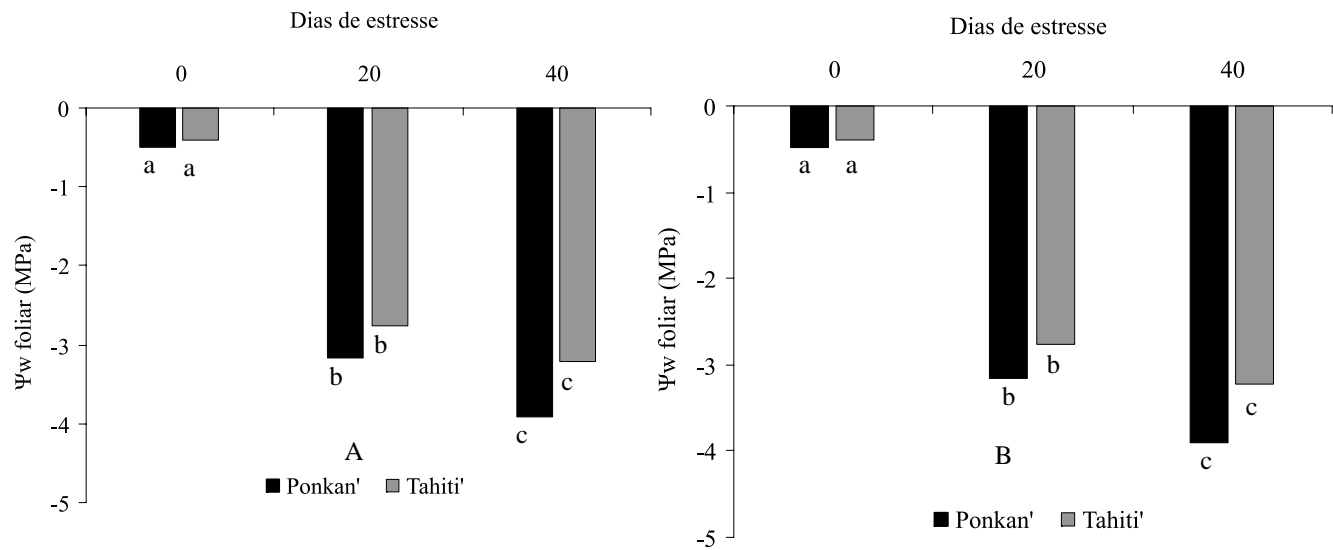 Dias de estresse
0 20 40
0
-1
-2
-3
-4
-5
Ψw foliar (MPa)
a a
b b
c c
A
Ponkan' Tahiti'
Dias de estresse
0 20 40
0
-1
-2
-3
-4
-5
Ψw foliar (MPa)
a a
b b
c c
B
Ponkan' Tahiti'